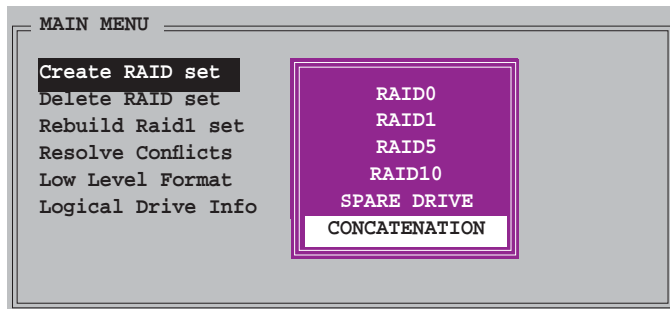 MAIN MENU
Create RAID set
Delete RAID set
Rebuild Raid1 set
Resolve Conflicts
Low Level Format
Logical Drive Info
RAID0
RAID1
RAID5
RAID10
SPARE DRIVE
CONCATENATION